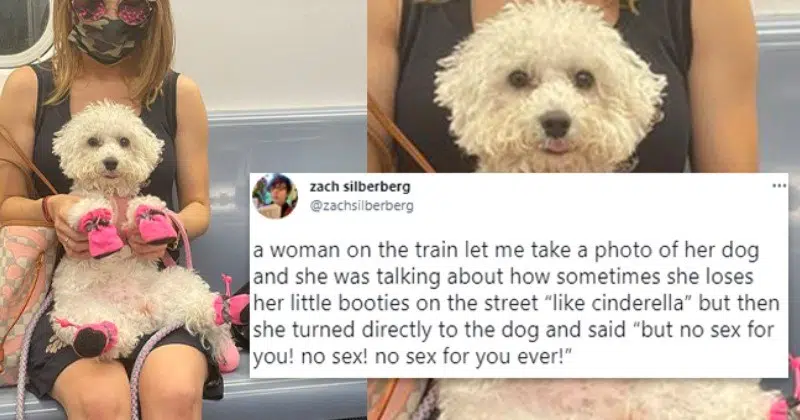 zach silberberg
@zachsilberberg
a woman on the train let me take a photo of her dog
and she was talking about how sometimes she loses
her little booties on the street “like cinderella” but then
she turned directly to the dog and said “but no sex for
you! no sex! no sex for you ever!”